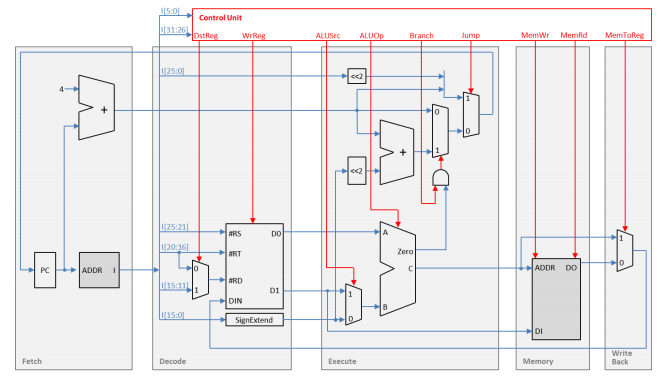 I[5:0]
Control Unit
I[31:26]
DstReg WrReg ALUSrc ALUOp Branch Jump MemWr MemRd MemToReg
I[25:0]
<<2
1
4
0
0
+
+
1
<<2
I[25:21]
#RS D0 A
1
I[20:16]
#RT
Zero
0
#RD
C
PC
ADDR I
ADDR DO
0
I[15:11]
1
D1
1
DIN
B
I[15:0]
SignExtend
0
DI
Fetch
Decode
Execute
Memory
Write
Back